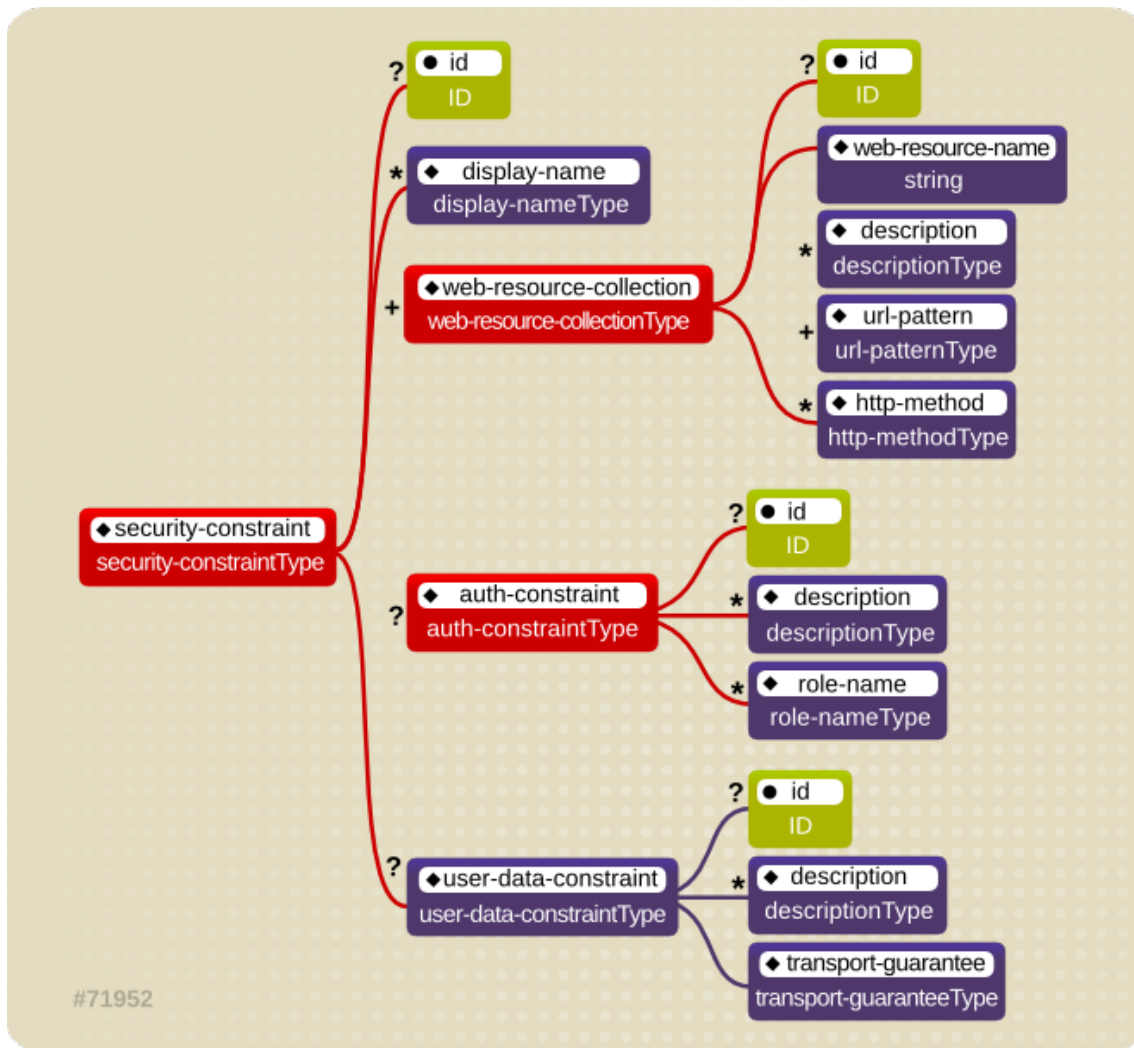 ?
● id
ID
*
◆ display-name
display-nameType
+
◆ web-resource-collection
web-resource-collectionType
?
● id
ID
◆ web-resource-name
string
*
◆ description
descriptionType
+
◆ url-pattern
url-patternType
*
◆ http-method
http-methodType
◆ security-constraint
security-constraintType
?
◆ auth-constraint
auth-constraintType
?
● id
ID
*
◆ description
descriptionType
*
◆ role-name
role-nameType
?
◆ user-data-constraint
user-data-constraintType
?
● id
ID
*
◆ description
descriptionType
◆ transport-guarantee
transport-guaranteeType
#71952